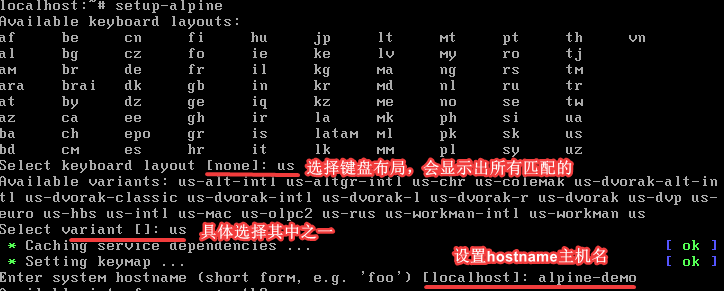 localhost:~# setup-alpine
Available keyboard layouts:
af be cn fi hu jp lt mt pt th vn
al bg cz fo ie ke lv my ro tj
am br de fr il kg ma ng rs tm
ara brai dk gb in kr md nl ru tr
at by dz ge iq kz me no se tw
az ca ee gh ir la mk ph si ua
ba ch epo gr is latam ml pk sk us
bd cm es hr it lk mm pl sy uz
Select keyboard layout [none]: us 选择键盘布局，会显示出所有匹配的
Available variants: us-alt-intl us-altgr-intl us-chr us-colemak us-dvorak-alt-in
tl us-dvorak-classic us-dvorak-intl us-dvorak-l us-dvorak-r us-dvorak us-dvp us-
euro us-hbs us-intl us-mac us-olpc2 us-rus us-workman-intl us-workman us
Select variant []: us 具体选择其中之一
* Caching service dependencies ... [ ok ]
* Setting keymap ... [ ok ]
设置hostname主机名
Enter system hostname (short form, e.g. 'foo') [localhost]: alpine-demo